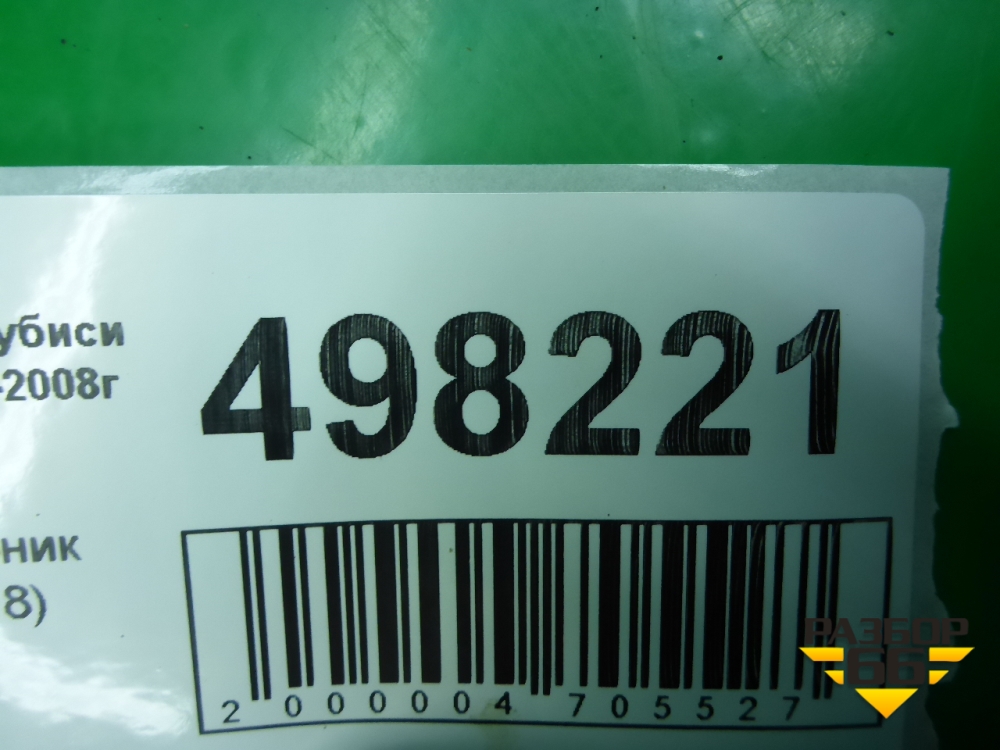 убиси
-2008г
498221
ник
8)
2 000004 705527
РАЗБОР
66